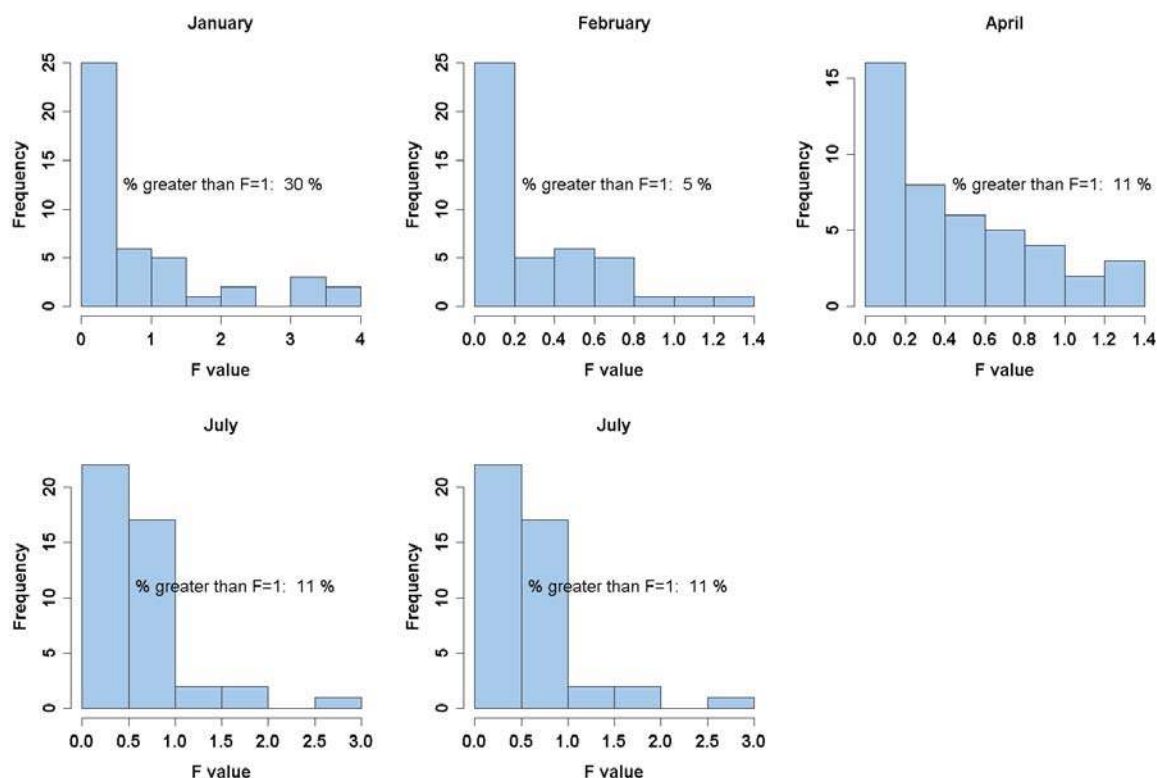 January
25
20
15
10
5
0
Frequency
% greater than F=1: 30 %
0 1 2 3 4
F value
February
25
20
15
10
5
0
Frequency
% greater than F=1: 5 %
0.0 0.2 0.4 0.6 0.8 1.0 1.2 1.4
F value
April
15
10
5
0
Frequency
% greater than F=1: 11 %
0.0 0.2 0.4 0.6 0.8 1.0 1.2 1.4
F value
July
20
15
10
5
0
Frequency
% greater than F=1: 11 %
0.0 0.5 1.0 1.5 2.0 2.5 3.0
F value
July
20
15
10
5
0
Frequency
% greater than F=1: 11 %
0.0 0.5 1.0 1.5 2.0 2.5 3.0
F value